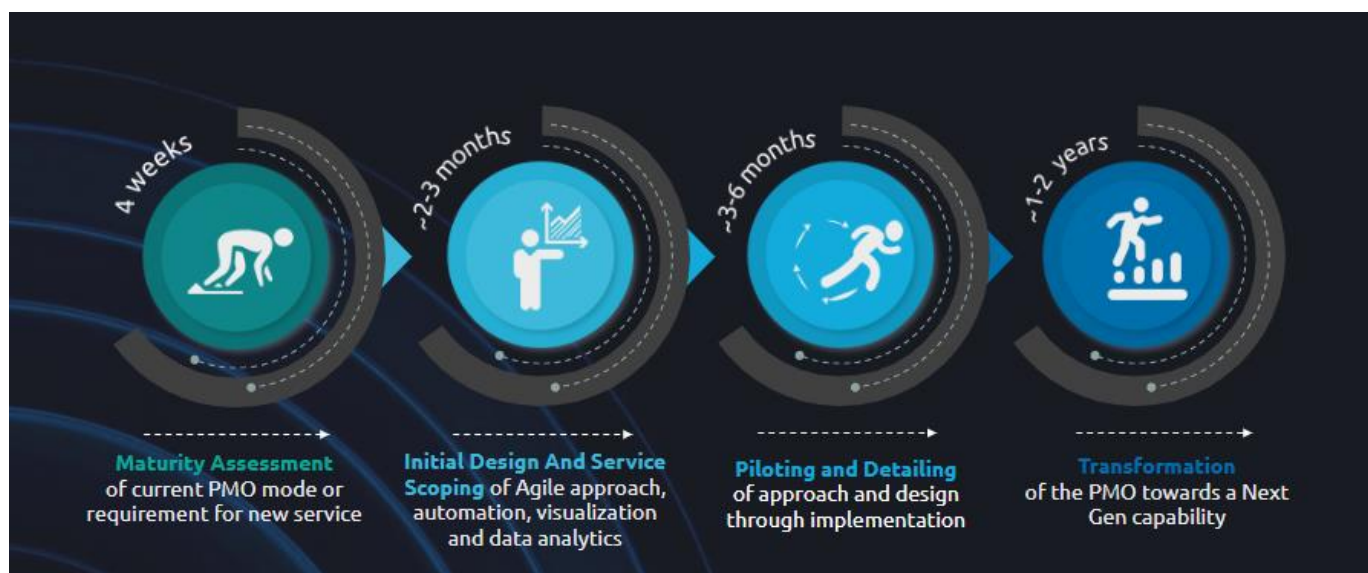 4 weeks
~2-3 months
~3-6 months
~1-2 years
Maturity Assessment
of current PMO mode or
requirement for new service
Initial Design And Service
Scoping of Agile approach,
automation, visualization
and data analytics
Piloting and Detailing
of approach and design
through implementation
Transformation
of the PMO towards a Next
Gen capability